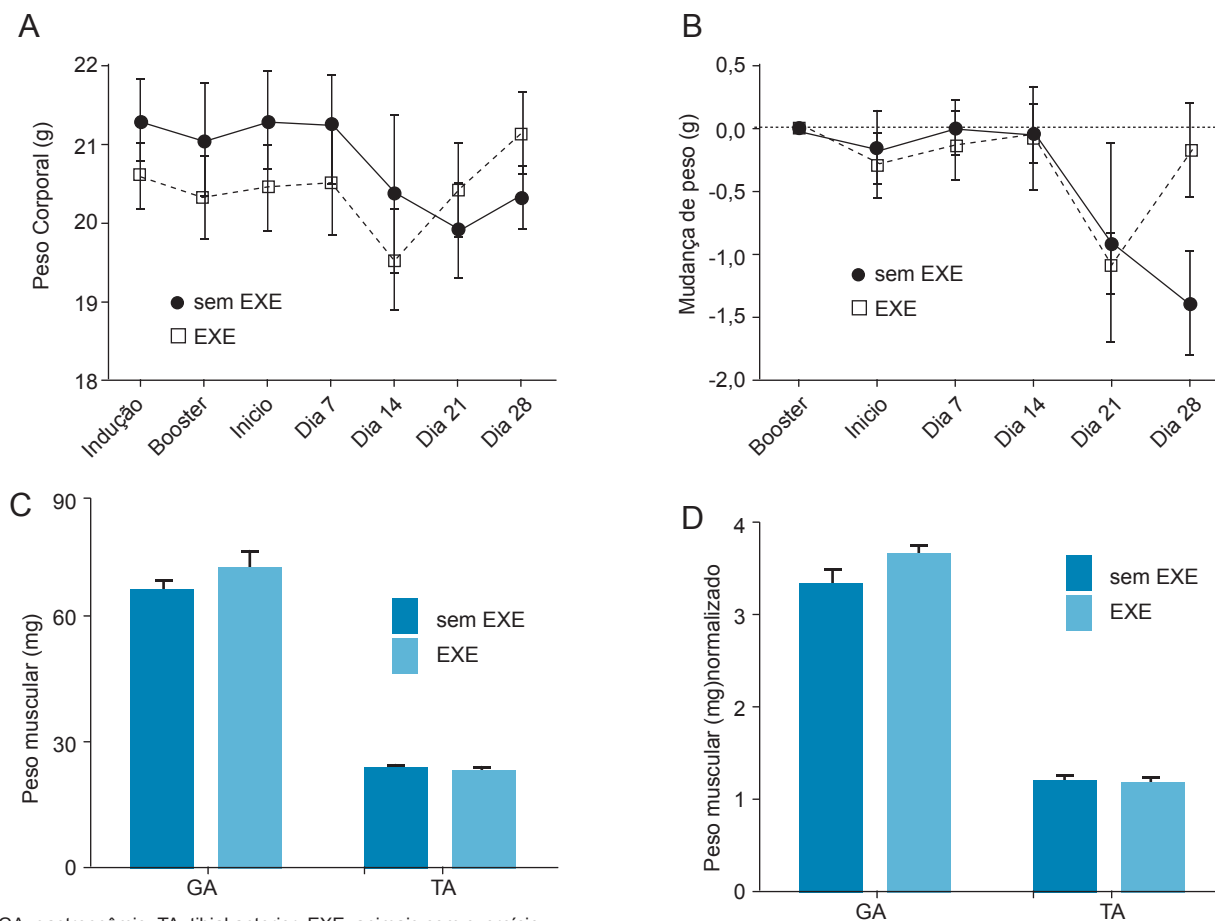 A
Peso Corporal (g)
22
21
20
19
18
sem EXE
EXE
Indução
Booster
Inicio
Dia 7
Dia 14
Dia 21
Dia 28
B
Mudança de peso (g)
0,5
0,0
-0,5
-1,0
-1,5
-2,0
sem EXE
EXE
Booster
Inicio
Dia 7
Dia 14
Dia 21
Dia 28
C
Peso muscular (mg)
90
60
30
0
sem EXE
EXE
GA
TA
D
Peso muscular (mg)normalizado
4
3
2
1
0
sem EXE
EXE
GA
TA